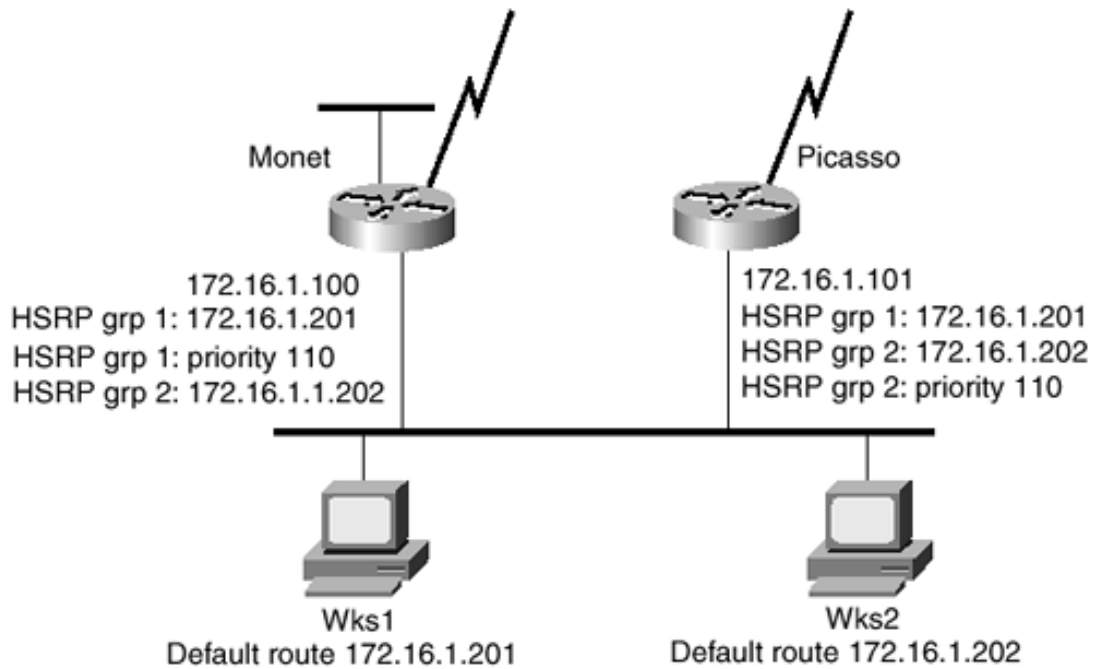 Monet
Picasso
172.16.1.100
HSRP grp 1: 172.16.1.201
HSRP grp 1: priority 110
HSRP grp 2: 172.16.1.1.202
172.16.1.101
HSRP grp 1: 172.16.1.201
HSRP grp 2: 172.16.1.202
HSRP grp 2: priority 110
Wks1
Default route 172.16.1.201
Wks2
Default route 172.16.1.202